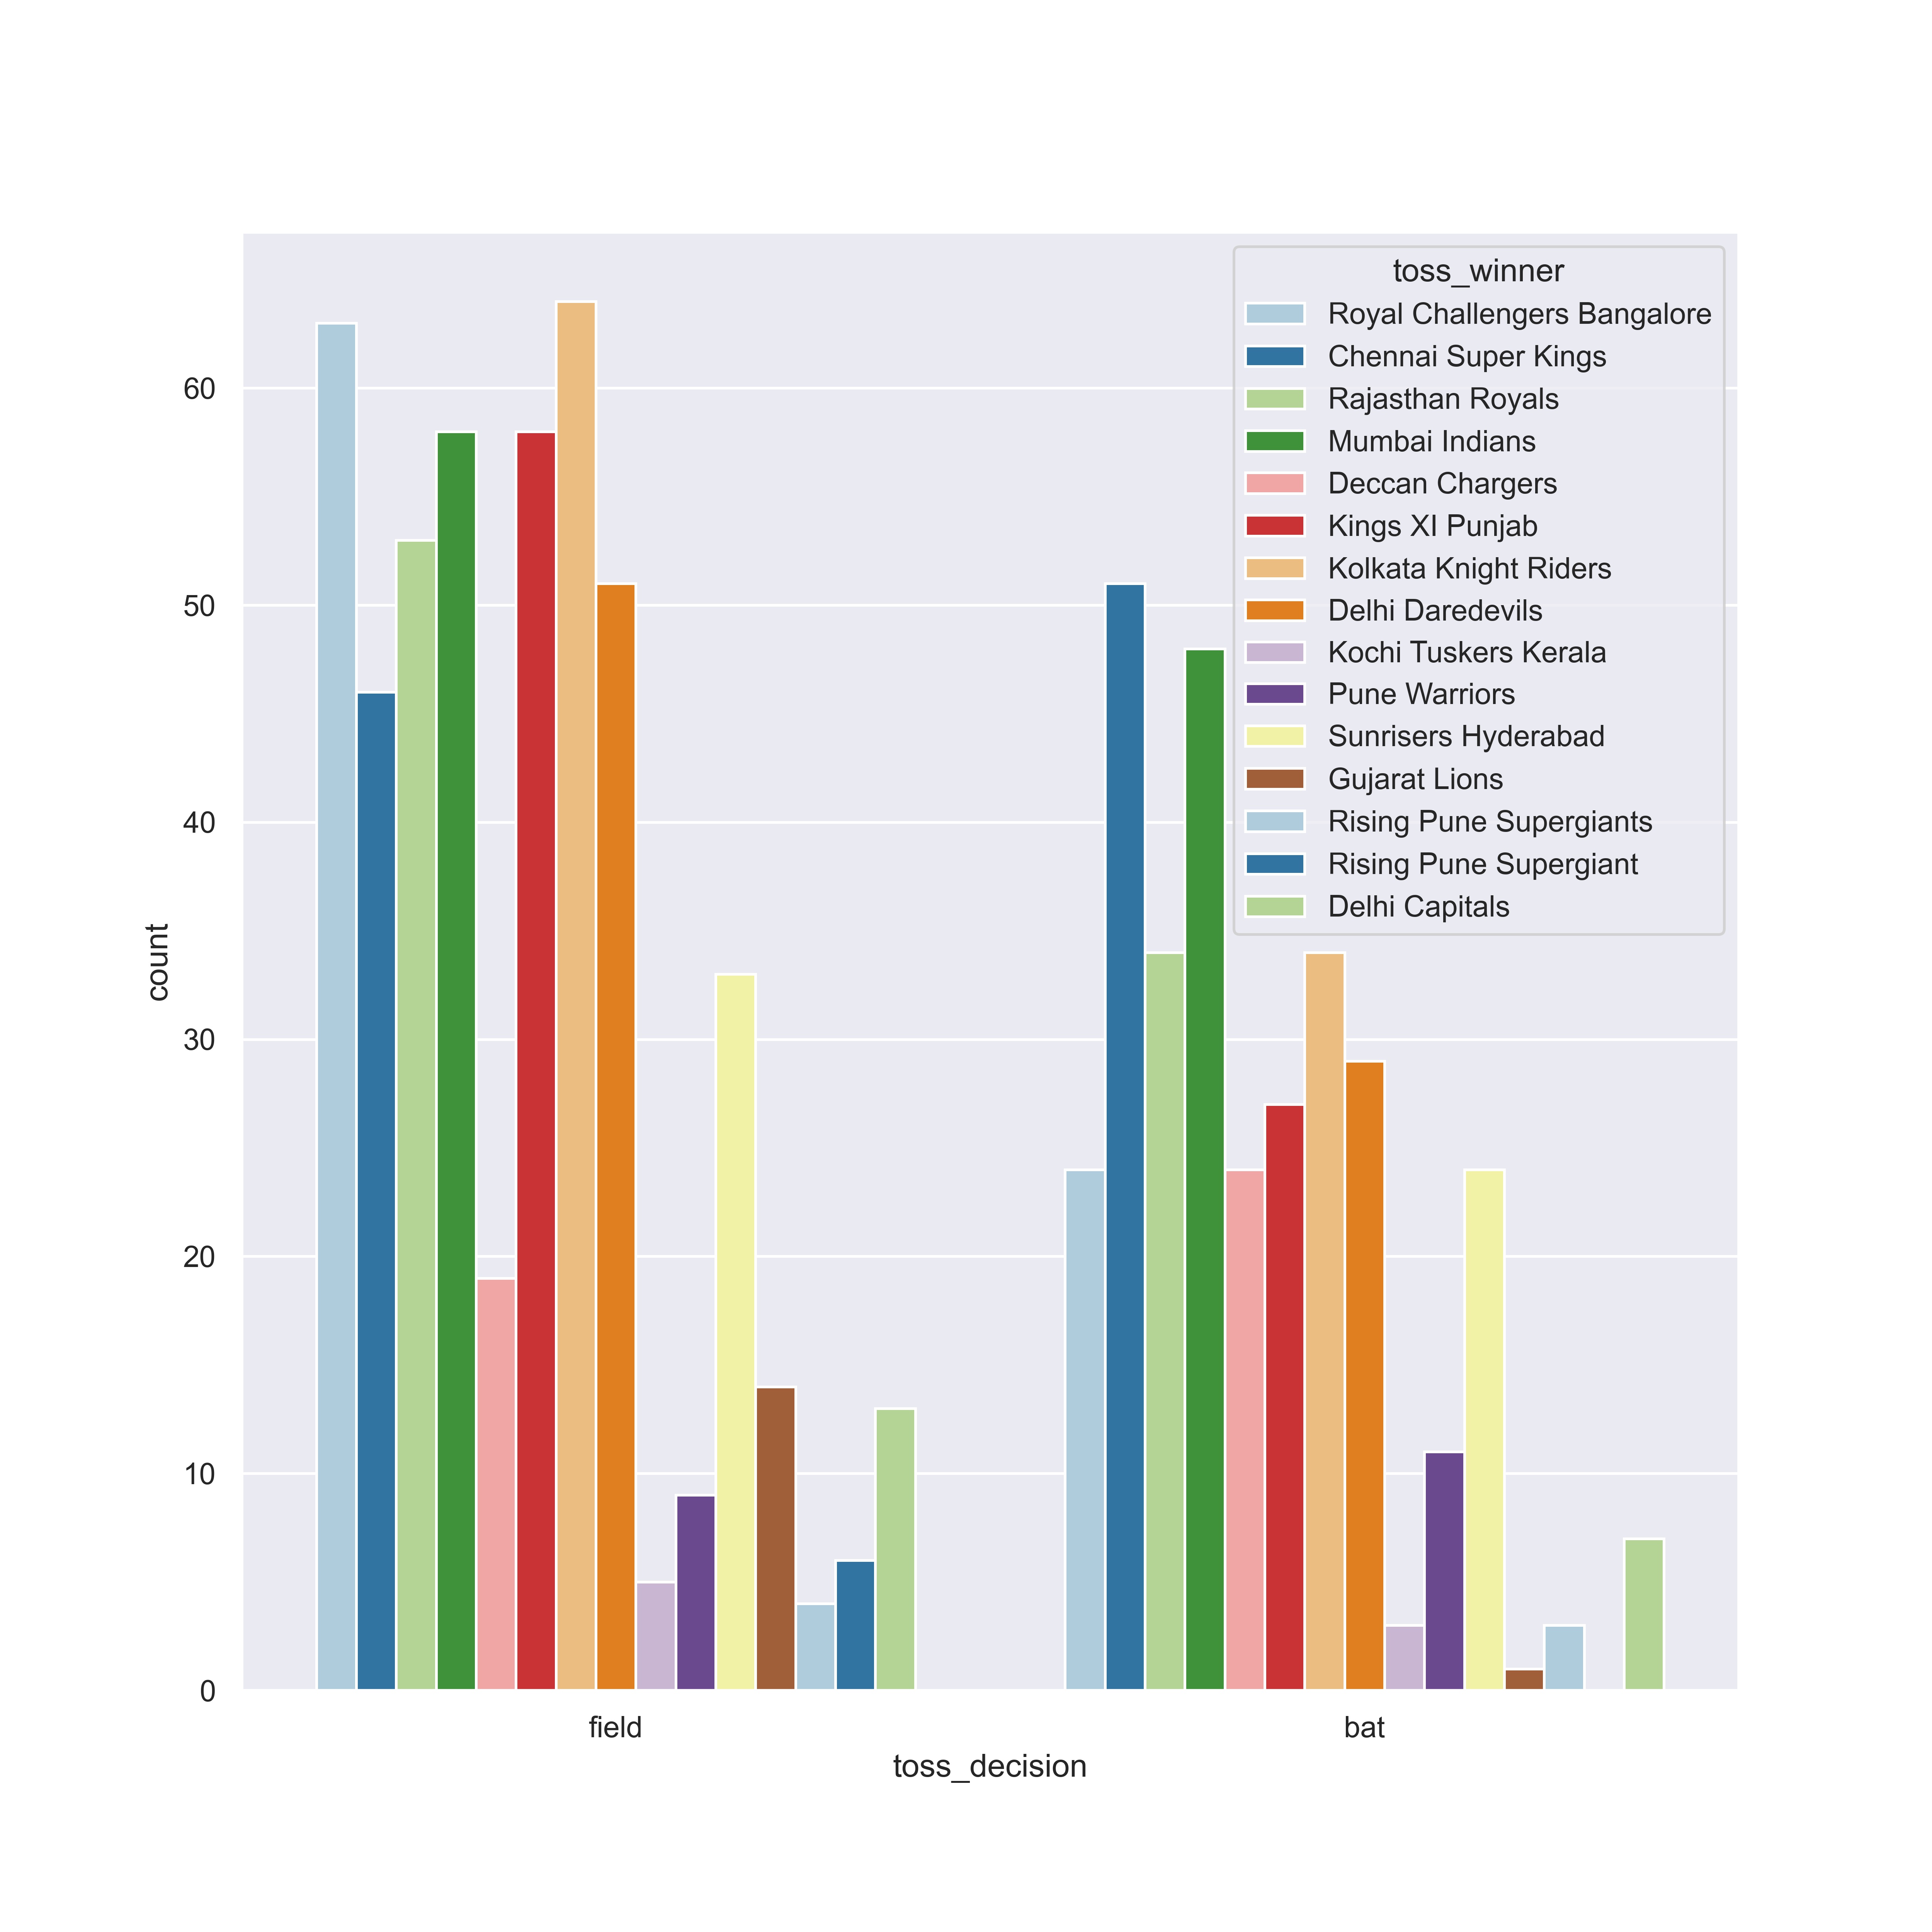 toss_winner
Royal Challengers Bangalore
Chennai Super Kings
Rajasthan Royals
Mumbai Indians
Deccan Chargers
Kings XI Punjab
Kolkata Knight Riders
Delhi Daredevils
Kochi Tuskers Kerala
Pune Warriors
Sunrisers Hyderabad
Gujarat Lions
Rising Pune Supergiants
Rising Pune Supergiant
Delhi Capitals
60
50
40
30
20
10
0
count
field bat
toss_decision